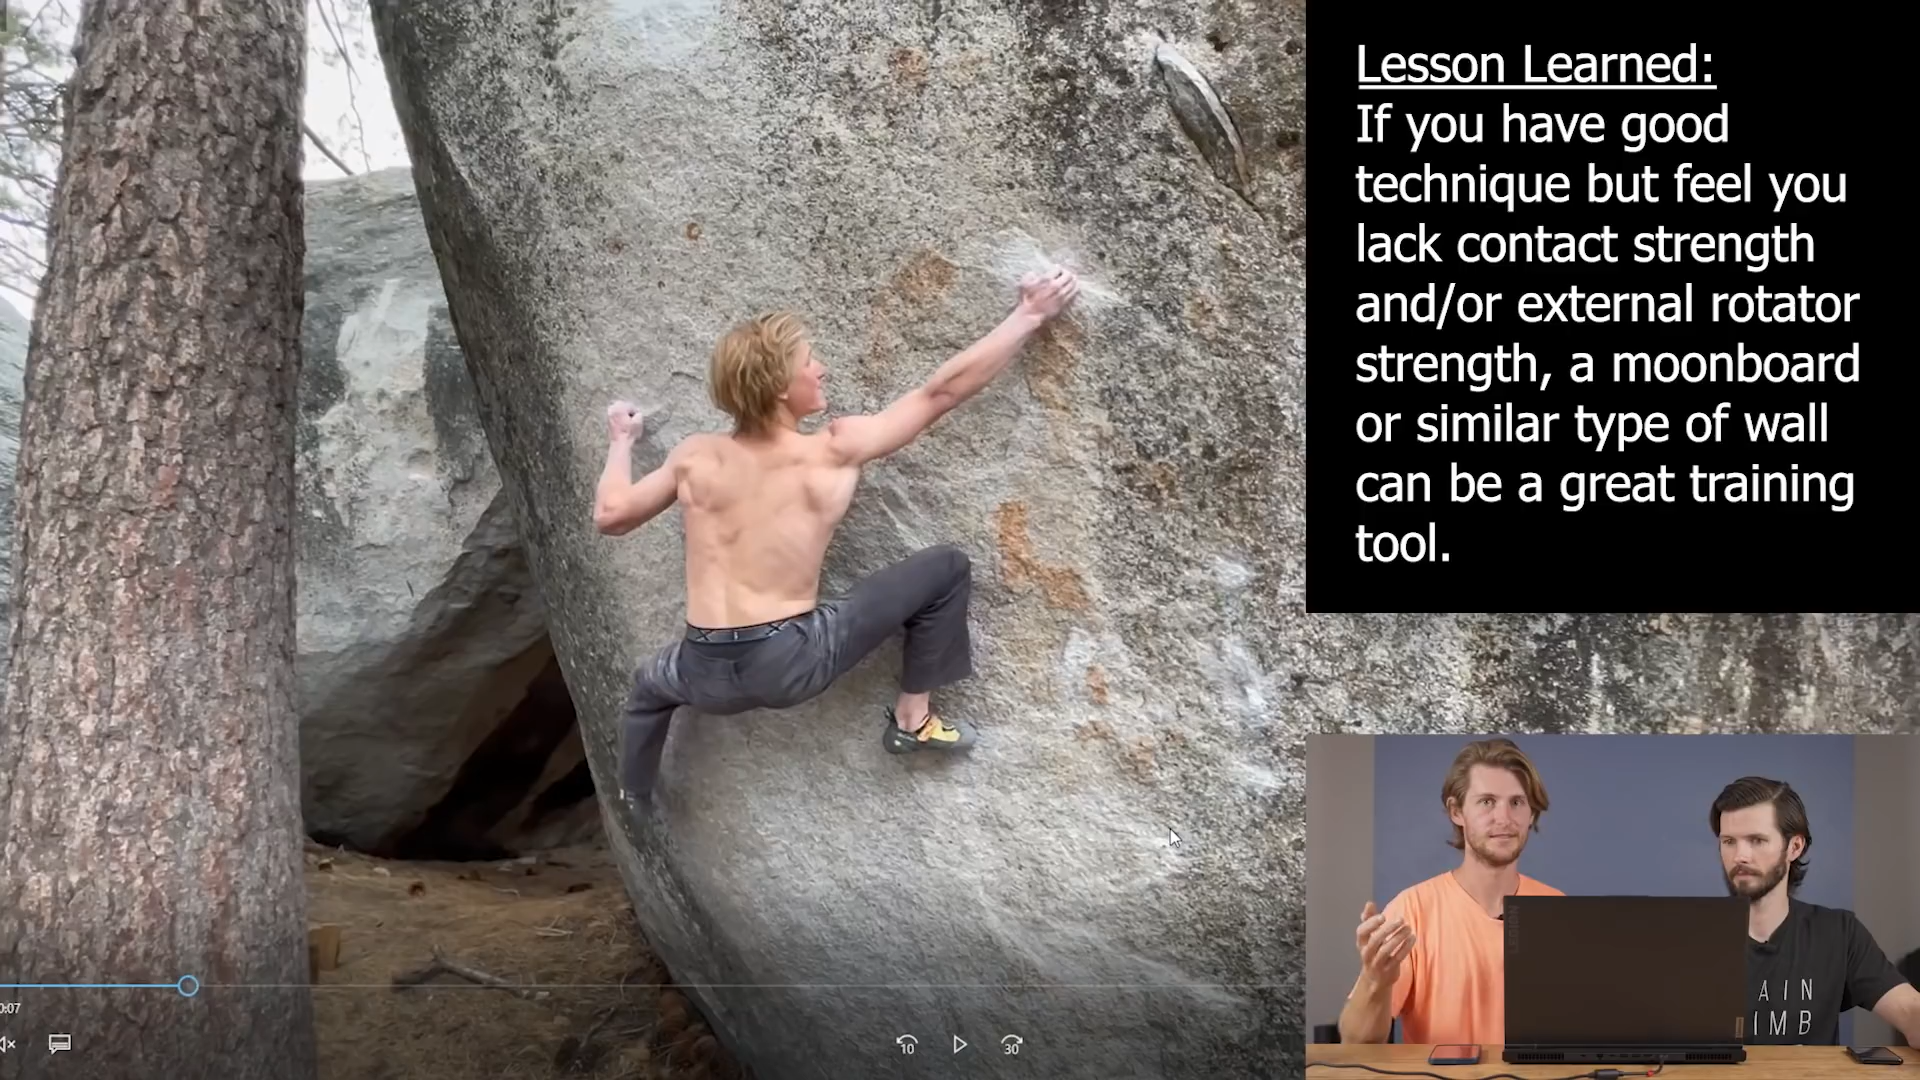 Lesson Learned:
If you have good
technique but feel you
lack contact strength
and/or external rotator
strength, a moonboard
or similar type of wall
can be a great training
tool.
0:07
10
30
LEGION
AIN
IMB